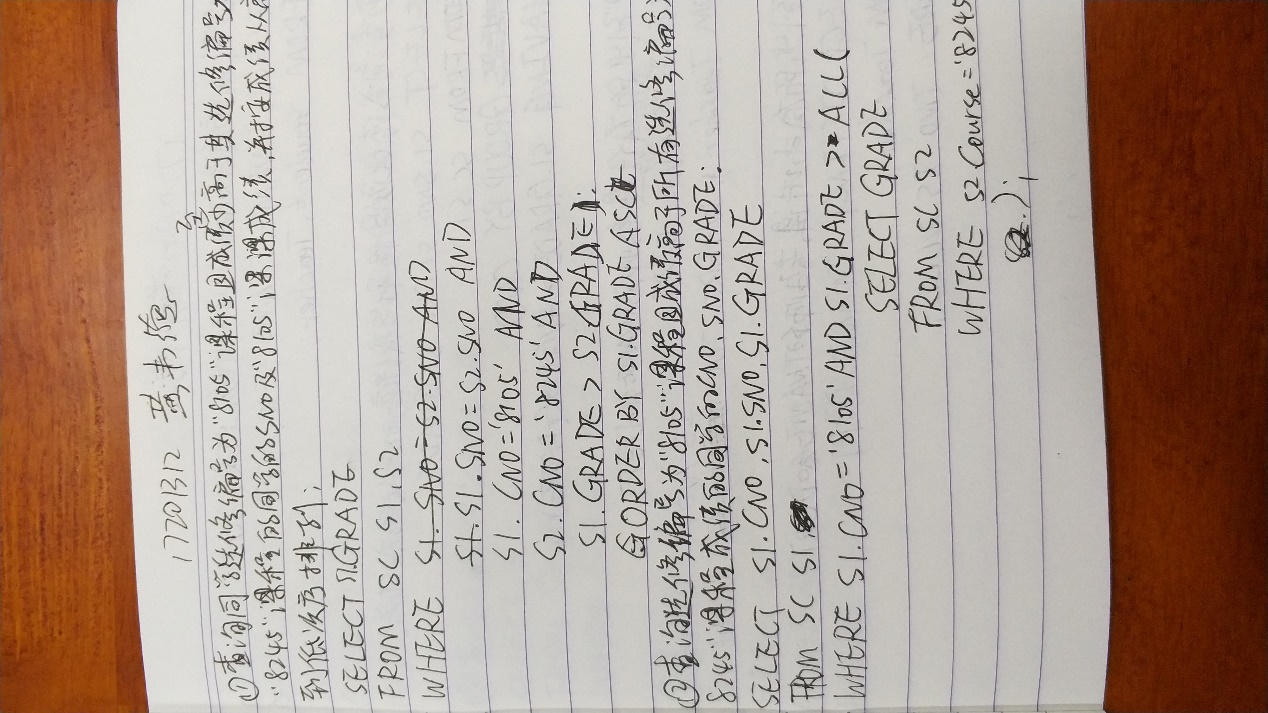 1720312 黄韦
①查询同学选修编号为"8105"课程且成绩至少高于其选修编号为
"8245"课程的同学的SNO及"8105"课程成绩,并按成绩从高
到低次序排列;
SELECT S1.GRADE
FROM SC S1,S2
WHERE S1.SNO=S2.SNO AND
S1.S1.SNO=S2.SNO AND
S1.CNO='8105' AND
S2.CNO='8245' AND
S1.GRADE > S2.GRADE
ORDER BY S1.GRADE ASC
②查询选修编号为"8105"课程且成绩高于所有选修编号
8245"课程成绩的同学的CNO、SNO、GRADE;
SELECT S1.CNO,S1.SNO,S1.GRADE
FROM SC S1
WHERE S1.CNO='8105' AND S1.GRADE > ALL(
SELECT GRADE
FROM SC S2
WHERE S2 Course='8245
);